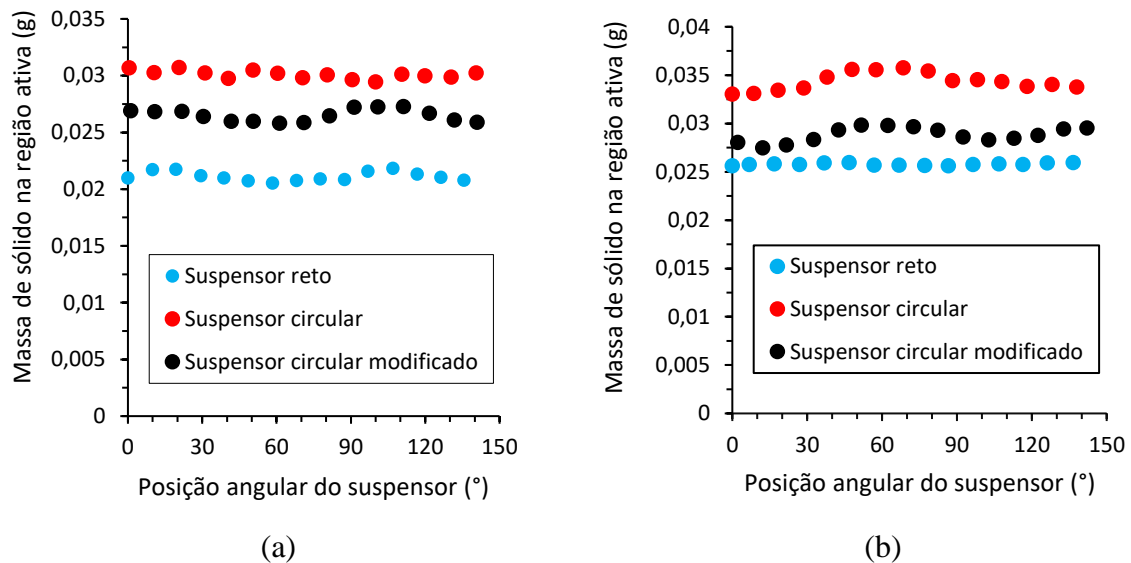 Massa de sólido na região ativa (g)
0,035
0,03
0,025
0,02
0,015
0,01
0,005
0
Suspensor reto
Suspensor circular
Suspensor circular modificado
0 30 60 90 120 150
Posição angular do suspensor (°)
(a)
Massa de sólido na região ativa (g)
0,04
0,035
0,03
0,025
0,02
0,015
0,01
0,005
0
Suspensor reto
Suspensor circular
Suspensor circular modificado
0 30 60 90 120 150
Posição angular do suspensor (°)
(b)